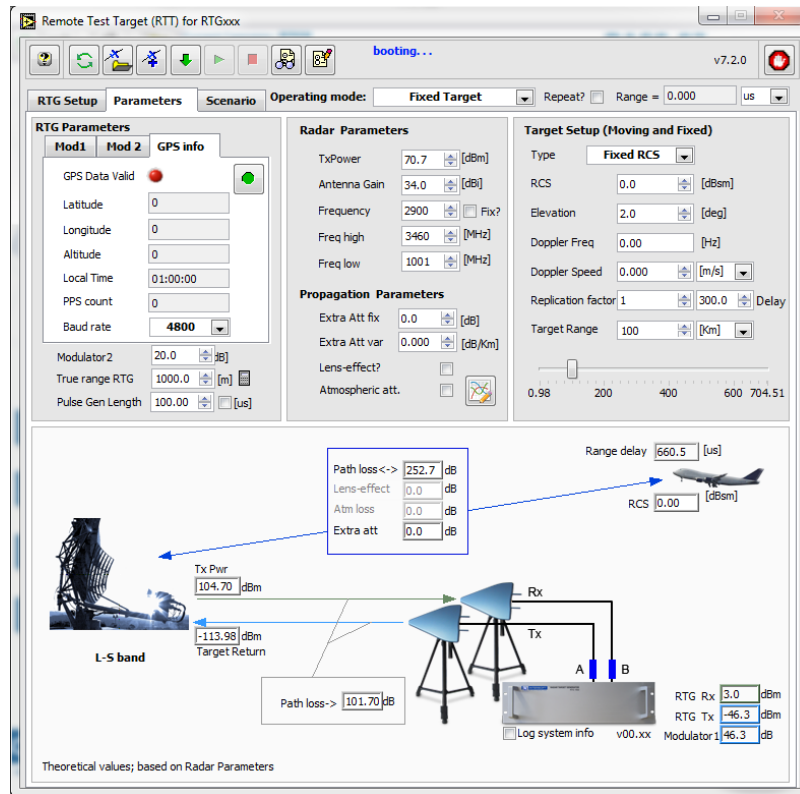 Remote Test Target (RTT) for RTGxxx
booting...
v7.2.0
RTG Setup Parameters Scenario Operating mode: Fixed Target Repeat? Range = 0.000 us
RTG Parameters
Mod1 Mod 2 GPS info
GPS Data Valid
Latitude 0
Longitude 0
Altitude 0
Local Time 01:00:00
PPS count 0
Baud rate 4800
Modulator2 20.0 dB]
True range RTG 1000.0 [m]
Pulse Gen Length 100.00 [us]
Radar Parameters
TxPower 70.7 [dBm]
Antenna Gain 34.0 [dBi]
Frequency 2900 Fix?
Freq high 3460 [MHz]
Freq low 1001 [MHz]
Propagation Parameters
Extra Att fix 0.0 [dB]
Extra Att var 0.000 [dB/Km]
Lens-effect?
Atmospheric att.
Target Setup (Moving and Fixed)
Type Fixed RCS
RCS 0.0 [dBsm]
Elevation 2.0 [deg]
Doppler Freq 0.00 [Hz]
Doppler Speed 0.000 [m/s]
Replication factor 1 300.0 Delay
Target Range 100 [Km]
0.98 200 400 600 704.51
Path loss<-> 252.7 dB
Lens-effect 0.0 dB
Atm loss 0.0 dB
Extra att 0.0 dB
Range delay 660.5 [us]
RCS 0.00 [dBsm]
Tx Pwr
104.70 dBm
-113.98 dBm
Target Return
L-S band
Path loss-> 101.70 dB
Rx
Tx
A B
Log system info v00.xx
RTG Rx 3.0 dBm
RTG Tx -46.3 dBm
Modulator1 46.3 dB
Theoretical values; based on Radar Parameters